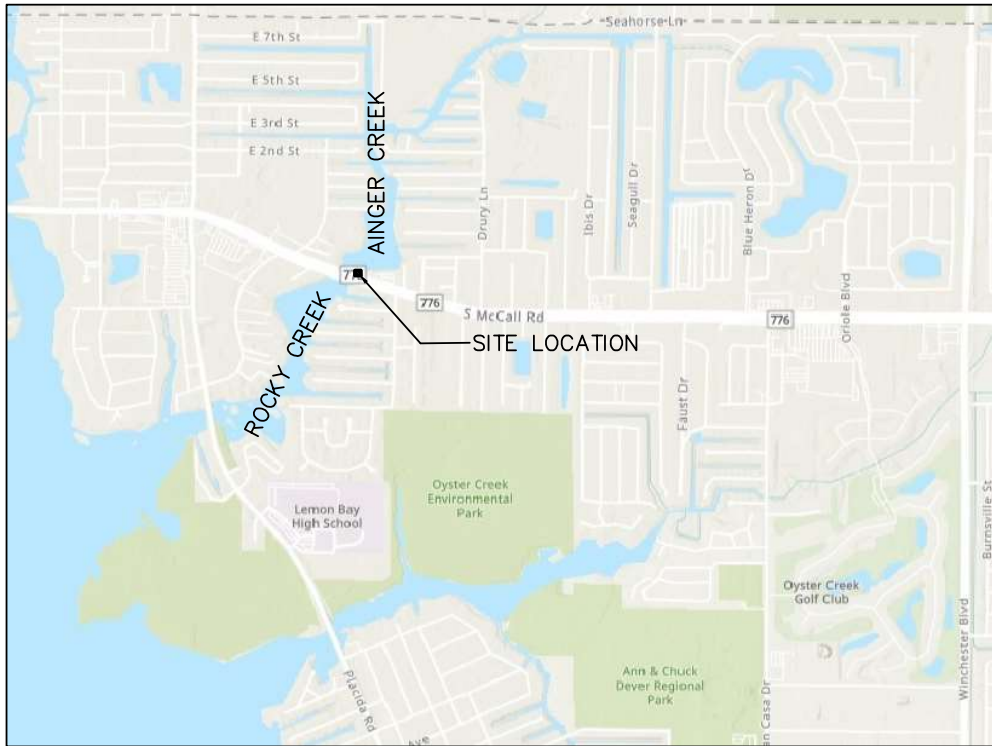 Seahorse Ln
E 7th St
E 5th St
E 3rd St
E 2nd St
AINGER CREEK
Drury Ln
Ibis Dr
Seagull Dr
Blue Heron Dr
Oriole Blvd
776
S McCall Rd
776
SITE LOCATION
ROCKY CREEK
Faust Dr
Oyster Creek
Environmental
Park
Lemon Bay
High School
Burnsville St
Oyster Creek
Golf Club
Winchester Blvd
Ann & Chuck
Dever Regional
Park
Placida Rd
Casa Dr